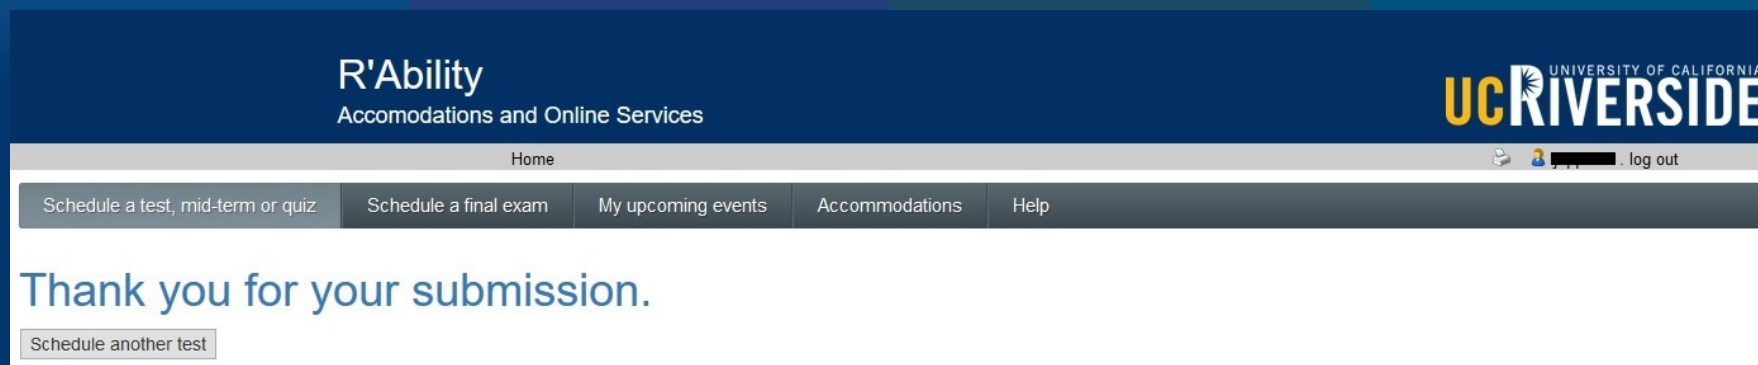 R'Ability
Accomodations and Online Services
UNIVERSITY OF CALIFORNIA
UCRIVERSIDE
Home
. log out
Schedule a test, mid-term or quiz Schedule a final exam My upcoming events Accommodations Help
Thank you for your submission.
Schedule another test